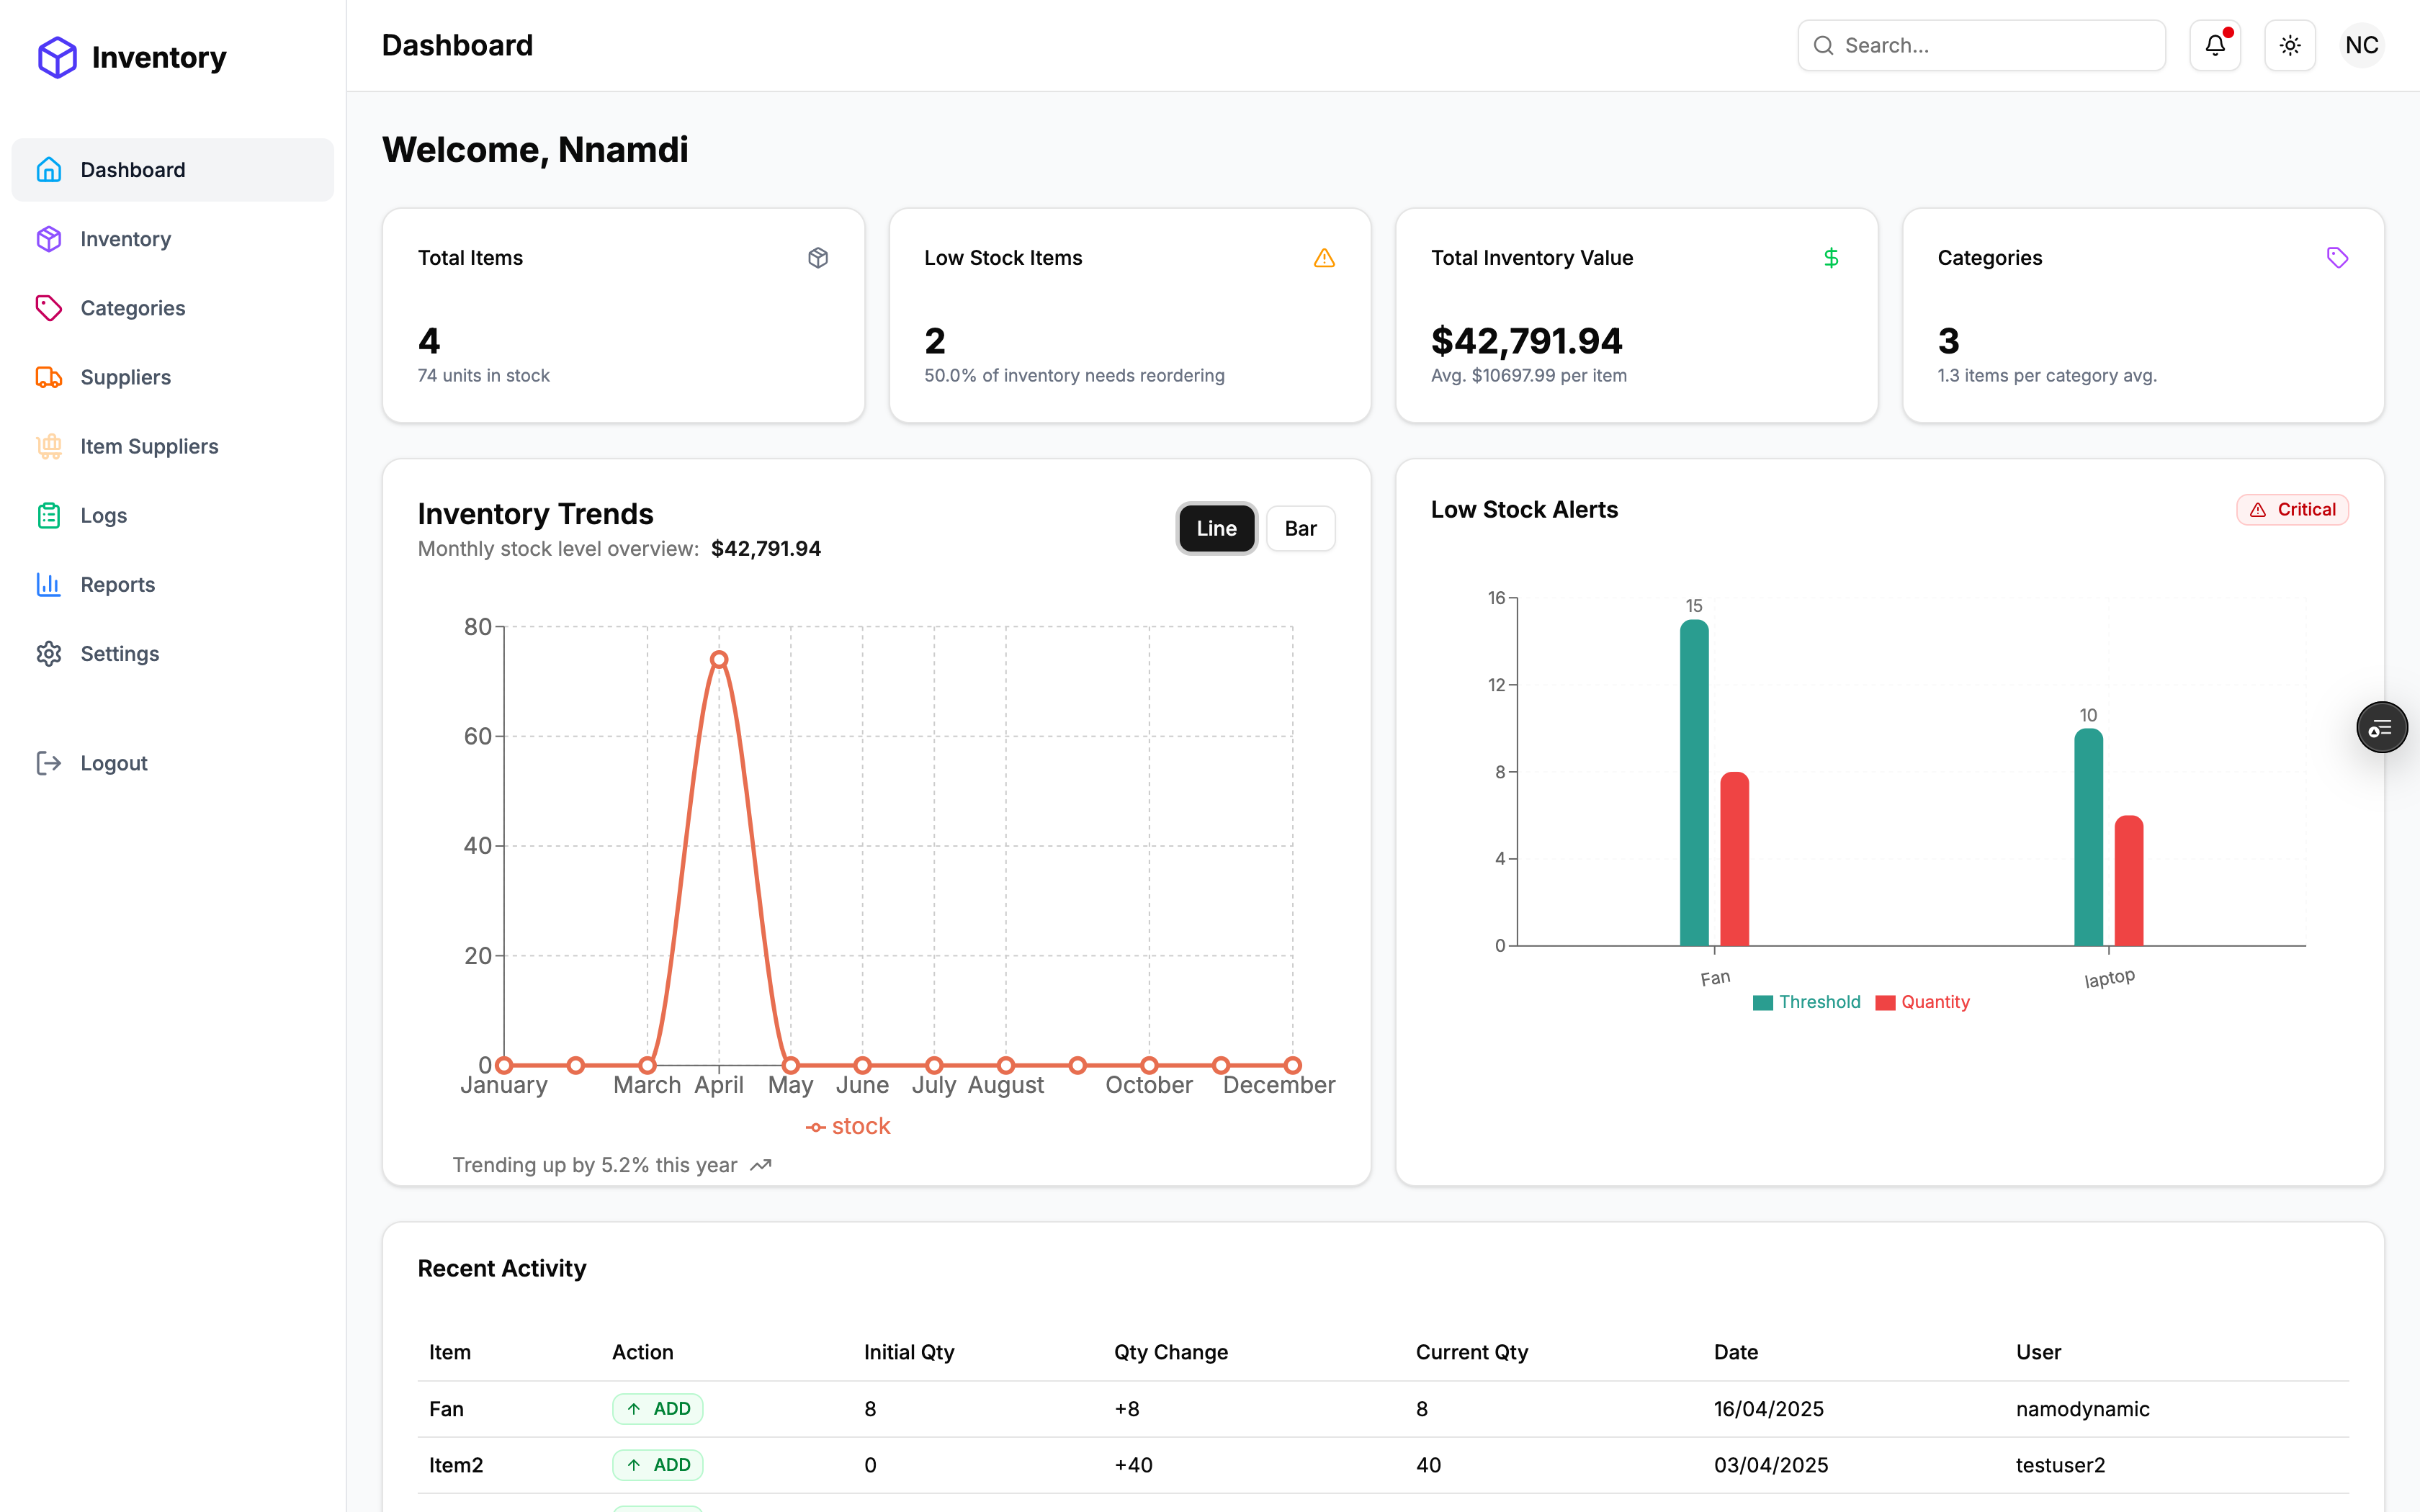 Inventory
Dashboard
Inventory
Categories
Suppliers
Item Suppliers
Logs
Reports
Settings
Logout
Dashboard
Search...
NC
Welcome, Nnamdi
Total Items
4
74 units in stock
Low Stock Items
2
50.0% of inventory needs reordering
Total Inventory Value
$42,791.94
Avg. $10697.99 per item
Categories
3
1.3 items per category avg.
Inventory Trends
Monthly stock level overview: $42,791.94
Line Bar
80
60
40
20
0
January March April May June July August October December
stock
Trending up by 5.2% this year
Low Stock Alerts
Critical
16
12
8
4
0
15
10
Fan laptop
Threshold Quantity
Recent Activity
Item Action Initial Qty Qty Change Current Qty Date User
Fan ADD 8 +8 8 16/04/2025 namodynamic
Item2 ADD 0 +40 40 03/04/2025 testuser2